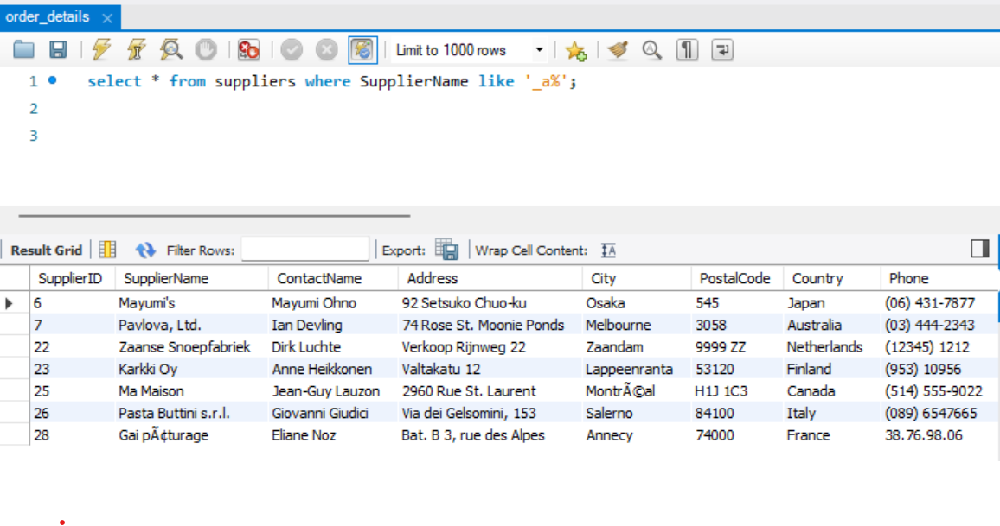 order_details
Limit to 1000 rows
1 select * from suppliers where SupplierName like '_a%';
2
3
Result Grid Filter Rows: Export: Wrap Cell Content:
SupplierID SupplierName ContactName Address City PostalCode Country Phone
6 Mayumi's Mayumi Ohno 92 Setsuko Chuo-ku Osaka 545 Japan (06) 431-7877
7 Pavlova, Ltd. Ian Devling 74 Rose St. Moonie Ponds Melbourne 3058 Australia (03) 444-2343
22 Zaanse Snoepfabriek Dirk Luchte Verkoop Rijnweg 22 Zaandam 9999 ZZ Netherlands (12345) 1212
23 Karkki Oy Anne Heikkonen Valtakatu 12 Lappeenranta 53120 Finland (953) 10956
25 Ma Maison Jean-Guy Lauzon 2960 Rue St. Laurent MontrÃ©al H1J 1C3 Canada (514) 555-9022
26 Pasta Buttini s.r.l. Giovanni Giudici Via dei Gelsomini, 153 Salerno 84100 Italy (089) 6547665
28 Gai pÃ¢turage Eliane Noz Bat. B 3, rue des Alpes Annecy 74000 France 38.76.98.06